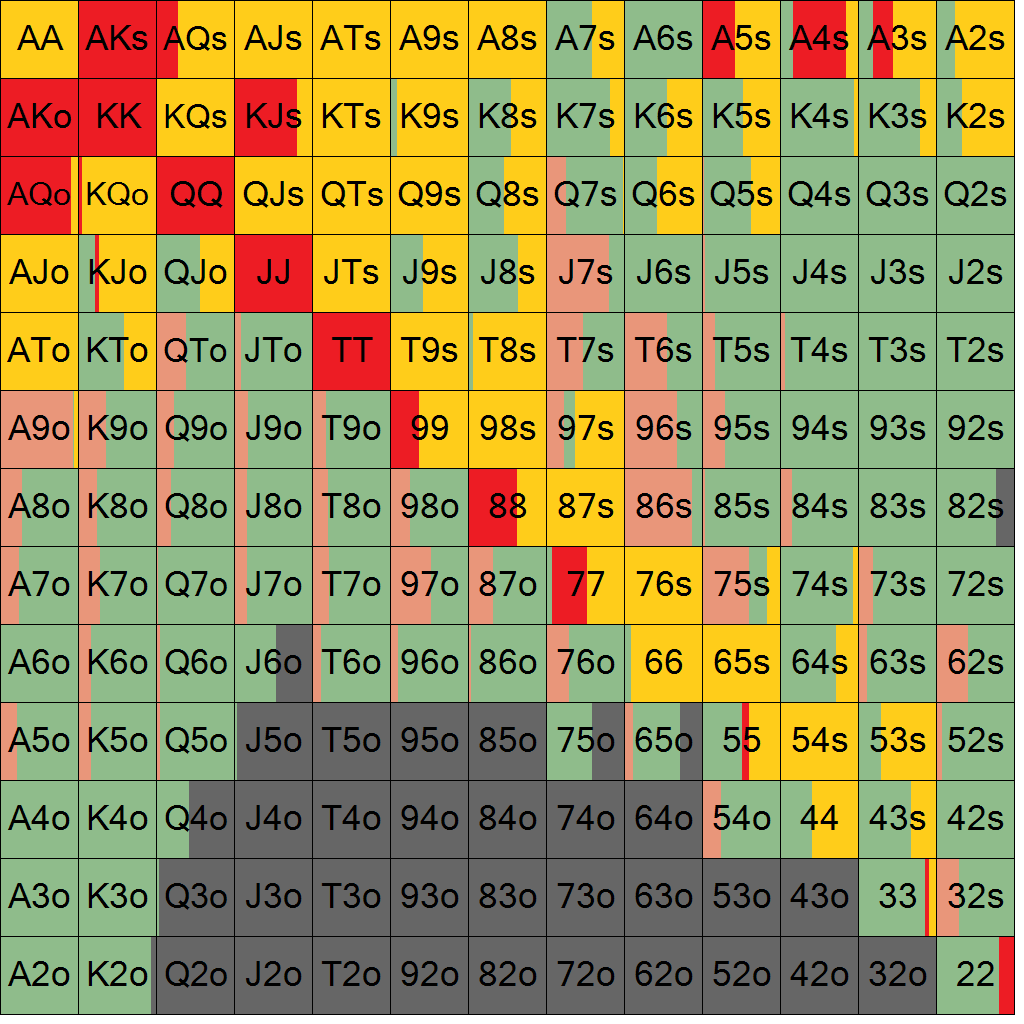 AA AKs AQs AJs ATs A9s A8s A7s A6s A5s A4s A3s A2s
AKo KK KQs KJs KTs K9s K8s K7s K6s K5s K4s K3s K2s
AQo KQo QQ QJs QTs Q9s Q8s Q7s Q6s Q5s Q4s Q3s Q2s
AJo KJo QJo JJ JTs J9s J8s J7s J6s J5s J4s J3s J2s
ATo KTo QTo JTo TT T9s T8s T7s T6s T5s T4s T3s T2s
A9o K9o Q9o J9o T9o 99 98s 97s 96s 95s 94s 93s 92s
A8o K8o Q8o J8o T8o 98o 88 87s 86s 85s 84s 83s 82s
A7o K7o Q7o J7o T7o 97o 87o 77 76s 75s 74s 73s 72s
A6o K6o Q6o J6o T6o 96o 86o 76o 66 65s 64s 63s 62s
A5o K5o Q5o J5o T5o 95o 85o 75o 65o 55 54s 53s 52s
A4o K4o Q4o J4o T4o 94o 84o 74o 64o 54o 44 43s 42s
A3o K3o Q3o J3o T3o 93o 83o 73o 63o 53o 43o 33 32s
A2o K2o Q2o J2o T2o 92o 82o 72o 62o 52o 42o 32o 22